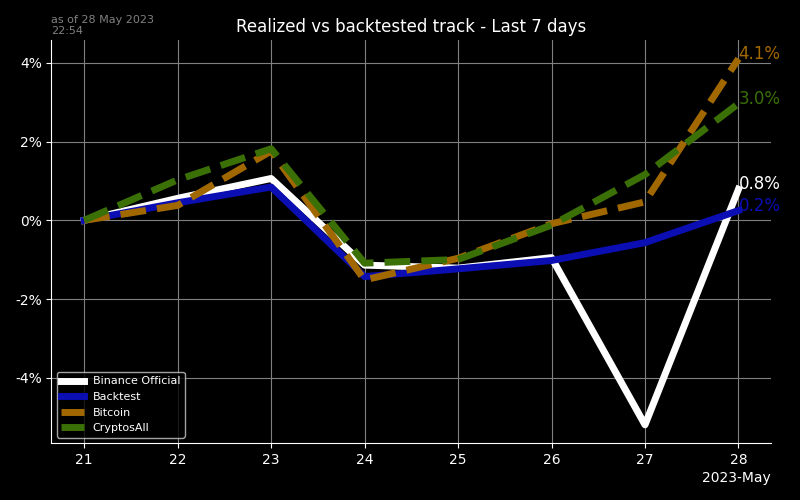 as of 28 May 2023
22:54
Realized vs backtested track - Last 7 days
4%
2%
0%
-2%
-4%
4.1%
3.0%
0.8%
0.2%
Binance Official
Backtest
Bitcoin
CryptosAll
21 22 23 24 25 26 27 28
2023-May